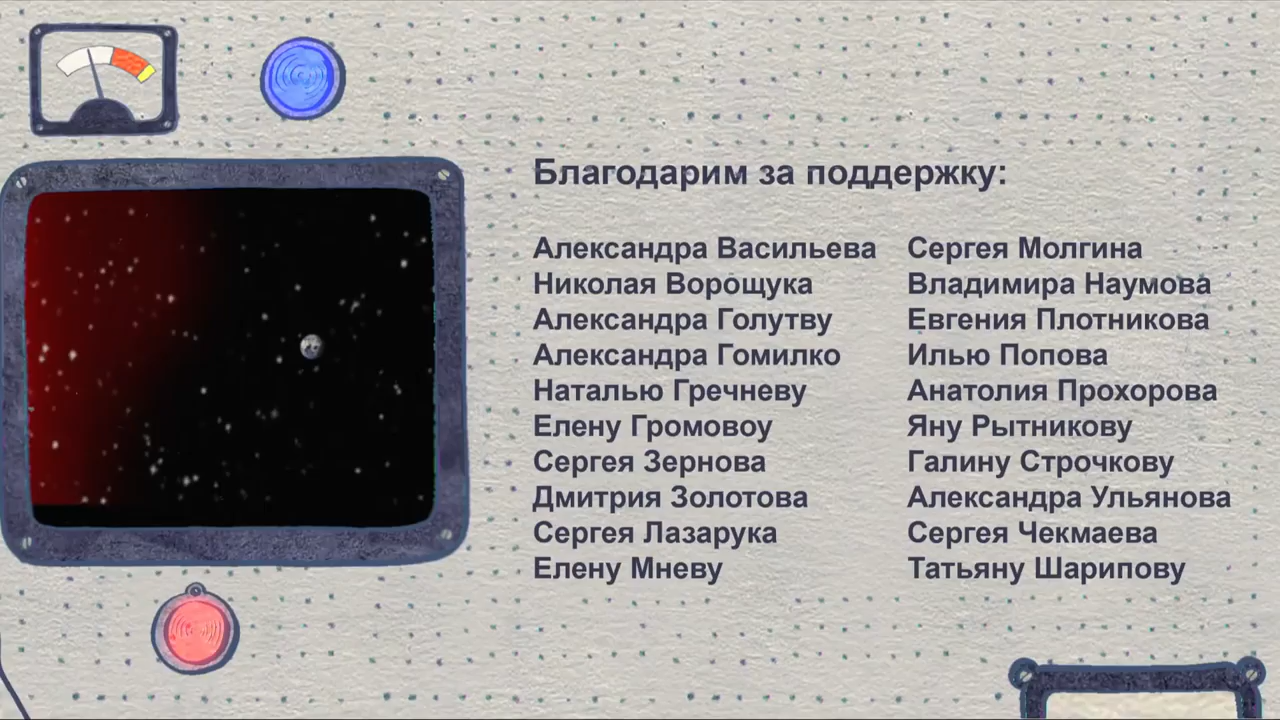 Благодарим за поддержку:
Александра Васильева
Николая Ворощука
Александра Голутву
Александра Гомилко
Наталью Гречневу
Елену Громовоу
Сергея Зернова
Дмитрия Золотова
Сергея Лазарука
Елену Мневу
Сергея Молгина
Владимира Наумова
Евгения Плотникова
Илью Попова
Анатолия Прохорова
Яну Рытникову
Галину Строчкову
Александра Ульянова
Сергея Чекмаева
Татьяну Шарипову